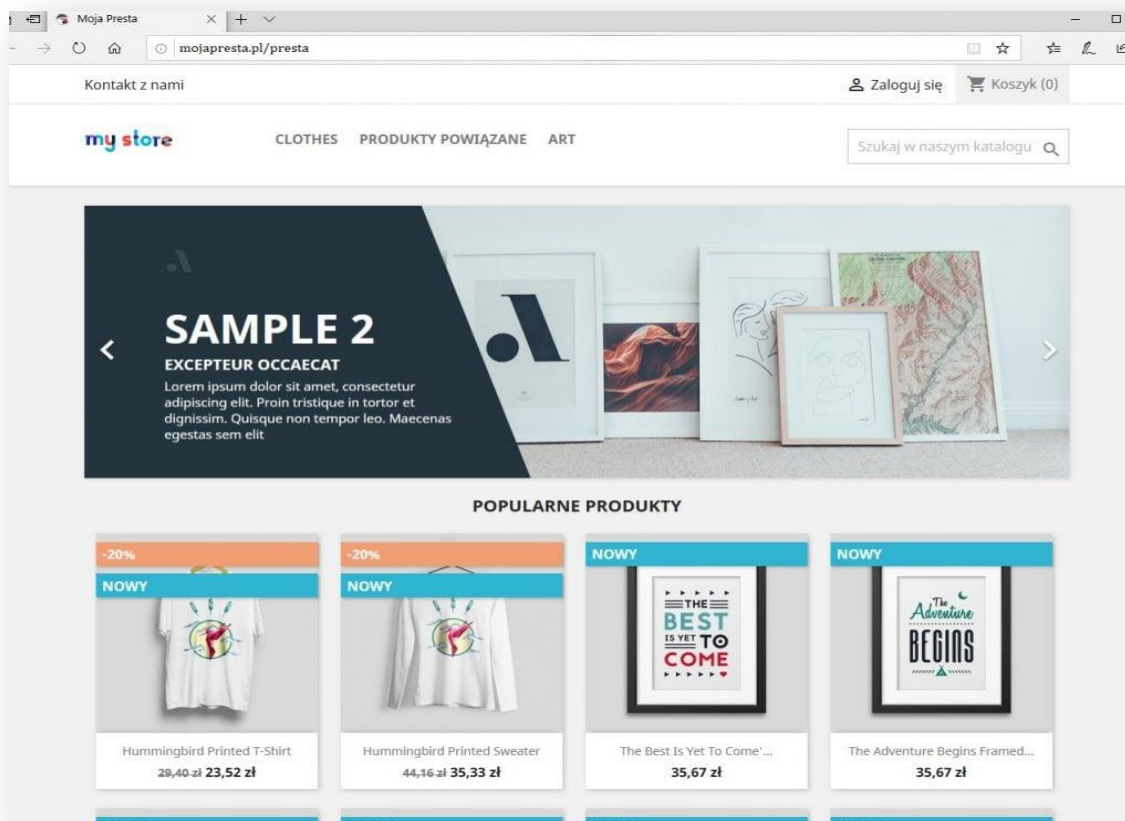 Moja Presta
mojapresta.pl/presta
Kontakt z nami
Zaloguj się
Koszyk (0)
my store
CLOTHES
PRODUKTY POWIĄZANE
ART
Szukaj w naszym katalogu
SAMPLE 2
EXCEPTEUR OCCAECAT
Lorem ipsum dolor sit amet, consectetur
adipiscing elit. Proin tristique in tortor et
dignissim. Quisque non tempor leo. Maecenas
egestas sem elit
POPULARNE PRODUKTY
-20%
NOWY
Hummingbird Printed T-Shirt
29,40 zł 23,52 zł
-20%
NOWY
Hummingbird Printed Sweater
44,16 zł 35,33 zł
NOWY
THE
BEST
IS YET TO
COME
The Best Is Yet To Come'...
35,67 zł
NOWY
The
Adventure
BEGINS
The Adventure Begins Framed...
35,67 zł